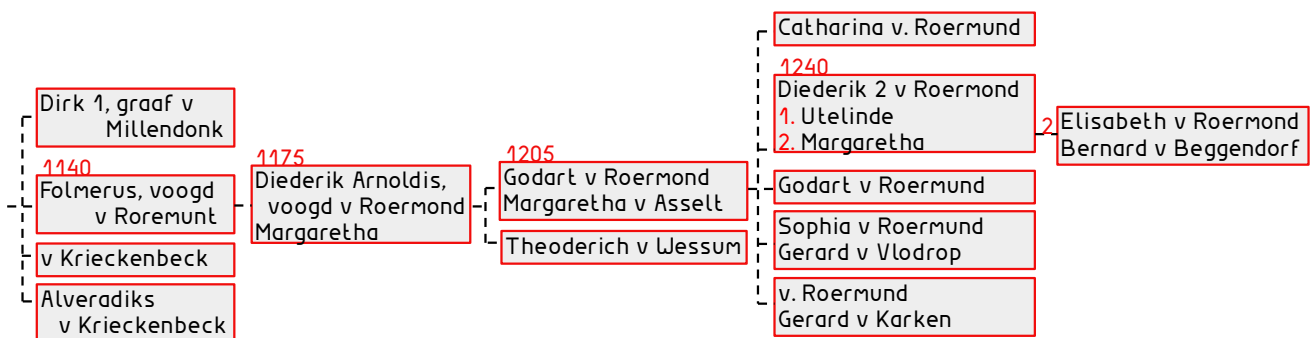 Dirk 1, graaf v
Millendonk
1140
Folmerus, voogd
v Roremunt
v Krieckenbeck
Alveradiks
v Krieckenbeck
1175
Diederik Arnoldis,
voogd v Roermond
Margaretha
1205
Godart v Roermond
Margaretha v Asselt
Theoderich v Wessum
Catharina v. Roermund
1240
Diederik 2 v Roermond
1. Utelinde
2. Margaretha
Godart v Roermund
Sophia v Roermund
Gerard v Vlodrop
v. Roermund
Gerard v Karken
2
Elisabeth v Roermond
Bernard v Beggendorf